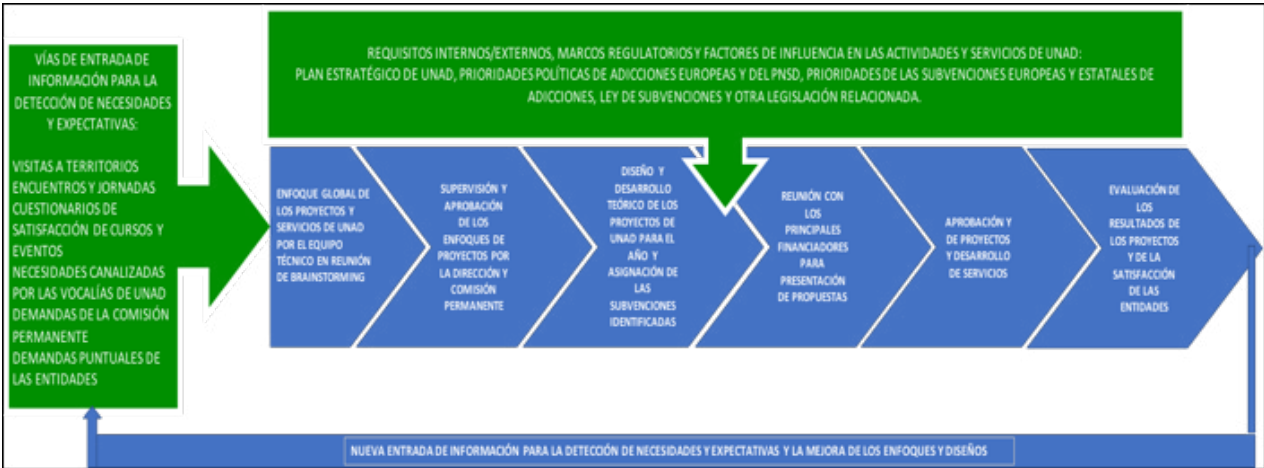 VÍAS DE ENTRADA DE
INFORMACIÓN PARA LA
DETECCIÓN DE NECESIDADES
Y EXPECTATIVAS:
VISITAS A TERRITORIOS
ENCUENTROS Y JORNADAS
CUESTIONARIOS DE
SATISFACCIÓN DE CURSOS Y
EVENTOS
NECESIDADES CANALIZADAS
POR LAS VOCALÍAS DE UNAD
DEMANDAS DE LA COMISIÓN
PERMANENTE
DEMANDAS PUNTUALES DE
LAS ENTIDADES
REQUISITOS INTERNOS/EXTERNOS, MARCOS REGULATORIOS Y FACTORES DE INFLUENCIA EN LAS ACTIVIDADES Y SERVICIOS DE UNAD:
PLAN ESTRATÉGICO DE UNAD, PRIORIDADES POLÍTICAS DE ADICCIONES EUROPEAS Y DEL PNSD, PRIORIDADES DE LAS SUBVENCIONES EUROPEAS Y ESTATALES DE
ADICCIONES, LEY DE SUBVENCIONES Y OTRA LEGISLACIÓN RELACIONADA.
ENFOQUE GLOBAL DE
LOS PROYECTOS Y
SERVICIOS DE UNAD
POR EL EQUIPO
TÉCNICO EN REUNIÓN
DE BRAINSTORMING
SUPERVISIÓN Y
APROBACIÓN
DE LOS
ENFOQUES DE
PROYECTOS POR
LA DIRECCIÓN Y
COMISIÓN
PERMANENTE
DISEÑO Y
DESARROLLO
TEÓRICO DE LOS
PROYECTOS DE
UNAD PARA EL
AÑO Y
ASIGNACIÓN DE
LAS
SUBVENCIONES
IDENTIFICADAS
REUNIÓN CON
LOS
PRINCIPALES
FINANCIADORES
PARA
PRESENTACIÓN
DE PROPUESTAS
APROBACIÓN Y
DE PROYECTOS
Y DESARROLLO
DE SERVICIOS
EVALUACIÓN DE
LOS
RESULTADOS DE
LOS PROYECTOS
Y DE LA
SATISFACCIÓN
DE LAS
ENTIDADES
NUEVA ENTRADA DE INFORMACIÓN PARA LA DETECCIÓN DE NECESIDADES Y EXPECTATIVAS Y LA MEJORA DE LOS ENFOQUES Y DISEÑOS